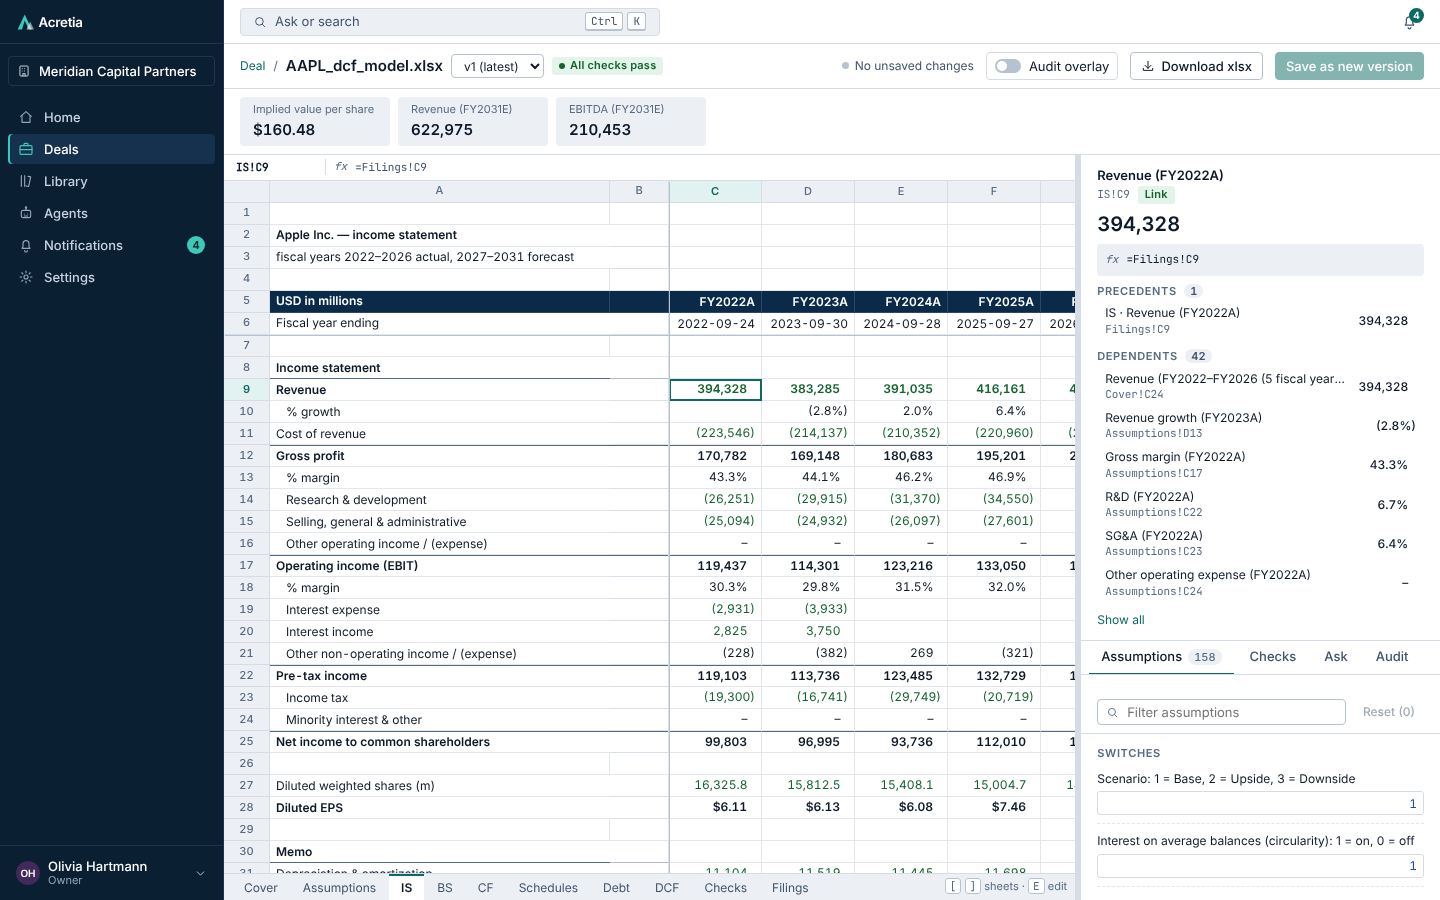 Acretia
Ask or search
Ctrl K
4
Meridian Capital Partners
Home
Deals
Library
Agents
Notifications 4
Settings
OH Olivia Hartmann
Owner
Deal / AAPL_dcf_model.xlsx v1 (latest) All checks pass
No unsaved changes Audit overlay Download xlsx Save as new version
Implied value per share
$160.48
Revenue (FY2031E)
622,975
EBITDA (FY2031E)
210,453
IS!C9 fx =Filings!C9
A B C D E F
1
2 Apple Inc. — income statement
3 fiscal years 2022–2026 actual, 2027–2031 forecast
4
5 USD in millions FY2022A FY2023A FY2024A FY2025A
6 Fiscal year ending 2022-09-24 2023-09-30 2024-09-28 2025-09-27 2026
7
8 Income statement
9 Revenue 394,328 383,285 391,035 416,161
10 % growth (2.8%) 2.0% 6.4%
11 Cost of revenue (223,546) (214,137) (210,352) (220,960)
12 Gross profit 170,782 169,148 180,683 195,201
13 % margin 43.3% 44.1% 46.2% 46.9%
14 Research & development (26,251) (29,915) (31,370) (34,550)
15 Selling, general & administrative (25,094) (24,932) (26,097) (27,601)
16 Other operating income / (expense) – – – –
17 Operating income (EBIT) 119,437 114,301 123,216 133,050
18 % margin 30.3% 29.8% 31.5% 32.0%
19 Interest expense (2,931) (3,933)
20 Interest income 2,825 3,750
21 Other non-operating income / (expense) (228) (382) 269 (321)
22 Pre-tax income 119,103 113,736 123,485 132,729
23 Income tax (19,300) (16,741) (29,749) (20,719)
24 Minority interest & other – – – –
25 Net income to common shareholders 99,803 96,995 93,736 112,010
26
27 Diluted weighted shares (m) 16,325.8 15,812.5 15,408.1 15,004.7
28 Diluted EPS $6.11 $6.13 $6.08 $7.46
29
30 Memo
31 Depreciation & amortization 11,104 11,519 11,445 11,698
Cover Assumptions IS BS CF Schedules Debt DCF Checks Filings
[ ] sheets · E edit
Revenue (FY2022A)
IS!C9 Link
394,328
fx =Filings!C9
PRECEDENTS 1
IS · Revenue (FY2022A) 394,328
Filings!C9
DEPENDENTS 42
Revenue (FY2022–FY2026 (5 fiscal year... 394,328
Cover!C24
Revenue growth (FY2023A) (2.8%)
Assumptions!D13
Gross margin (FY2022A) 43.3%
Assumptions!C17
R&D (FY2022A) 6.7%
Assumptions!C22
SG&A (FY2022A) 6.4%
Assumptions!C23
Other operating expense (FY2022A) –
Assumptions!C24
Show all
Assumptions 158 Checks Ask Audit
Filter assumptions Reset (0)
SWITCHES
Scenario: 1 = Base, 2 = Upside, 3 = Downside
1
Interest on average balances (circularity): 1 = on, 0 = off
1